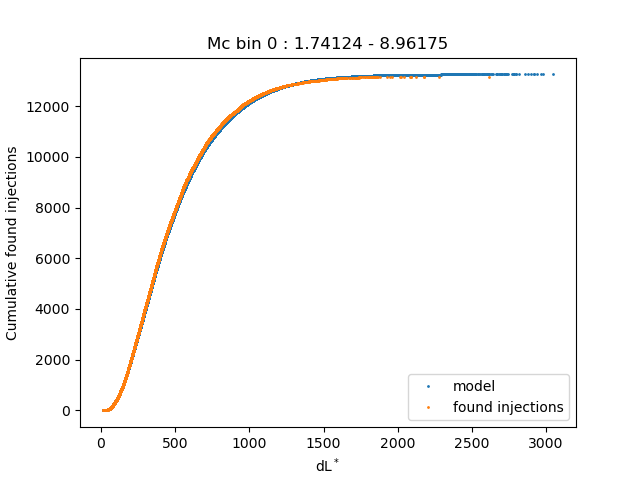 Mc bin 0 : 1.74124 - 8.96175
Cumulative found injections
12000
10000
8000
6000
4000
2000
0
0 500 1000 1500 2000 2500 3000
dL*
model
found injections